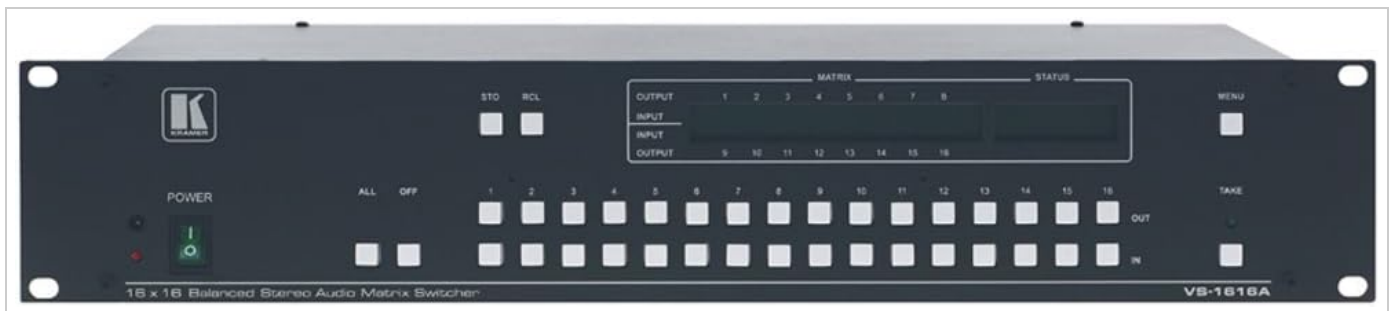 MATRIX STATUS
STO RCL OUTPUT 1 2 3 4 5 6 7 8 MENU
INPUT
INPUT
KRAMER
OUTPUT 9 10 11 12 13 14 15 16
POWER ALL OFF 1 2 3 4 5 6 7 8 9 10 11 12 13 14 15 16 TAKE
OUT
I
O
IN
16 x 16 Balanced Stereo Audio Matrix Switcher VS-1616A